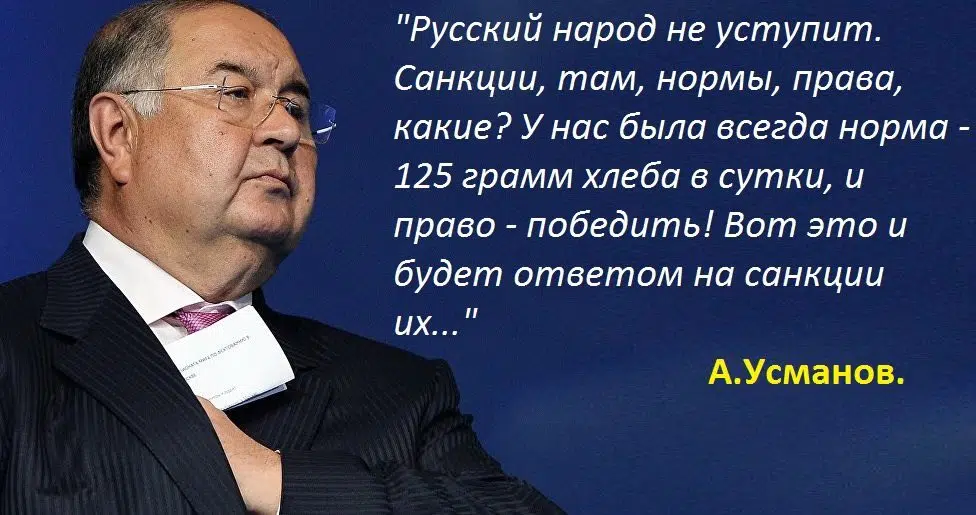 "Русский народ не уступит.
Санкции, там, нормы, права,
какие? У нас была всегда норма -
125 грамм хлеба в сутки, и
право - победить! Вот это и
будет ответом на санкции
их..."
А.Усманов.